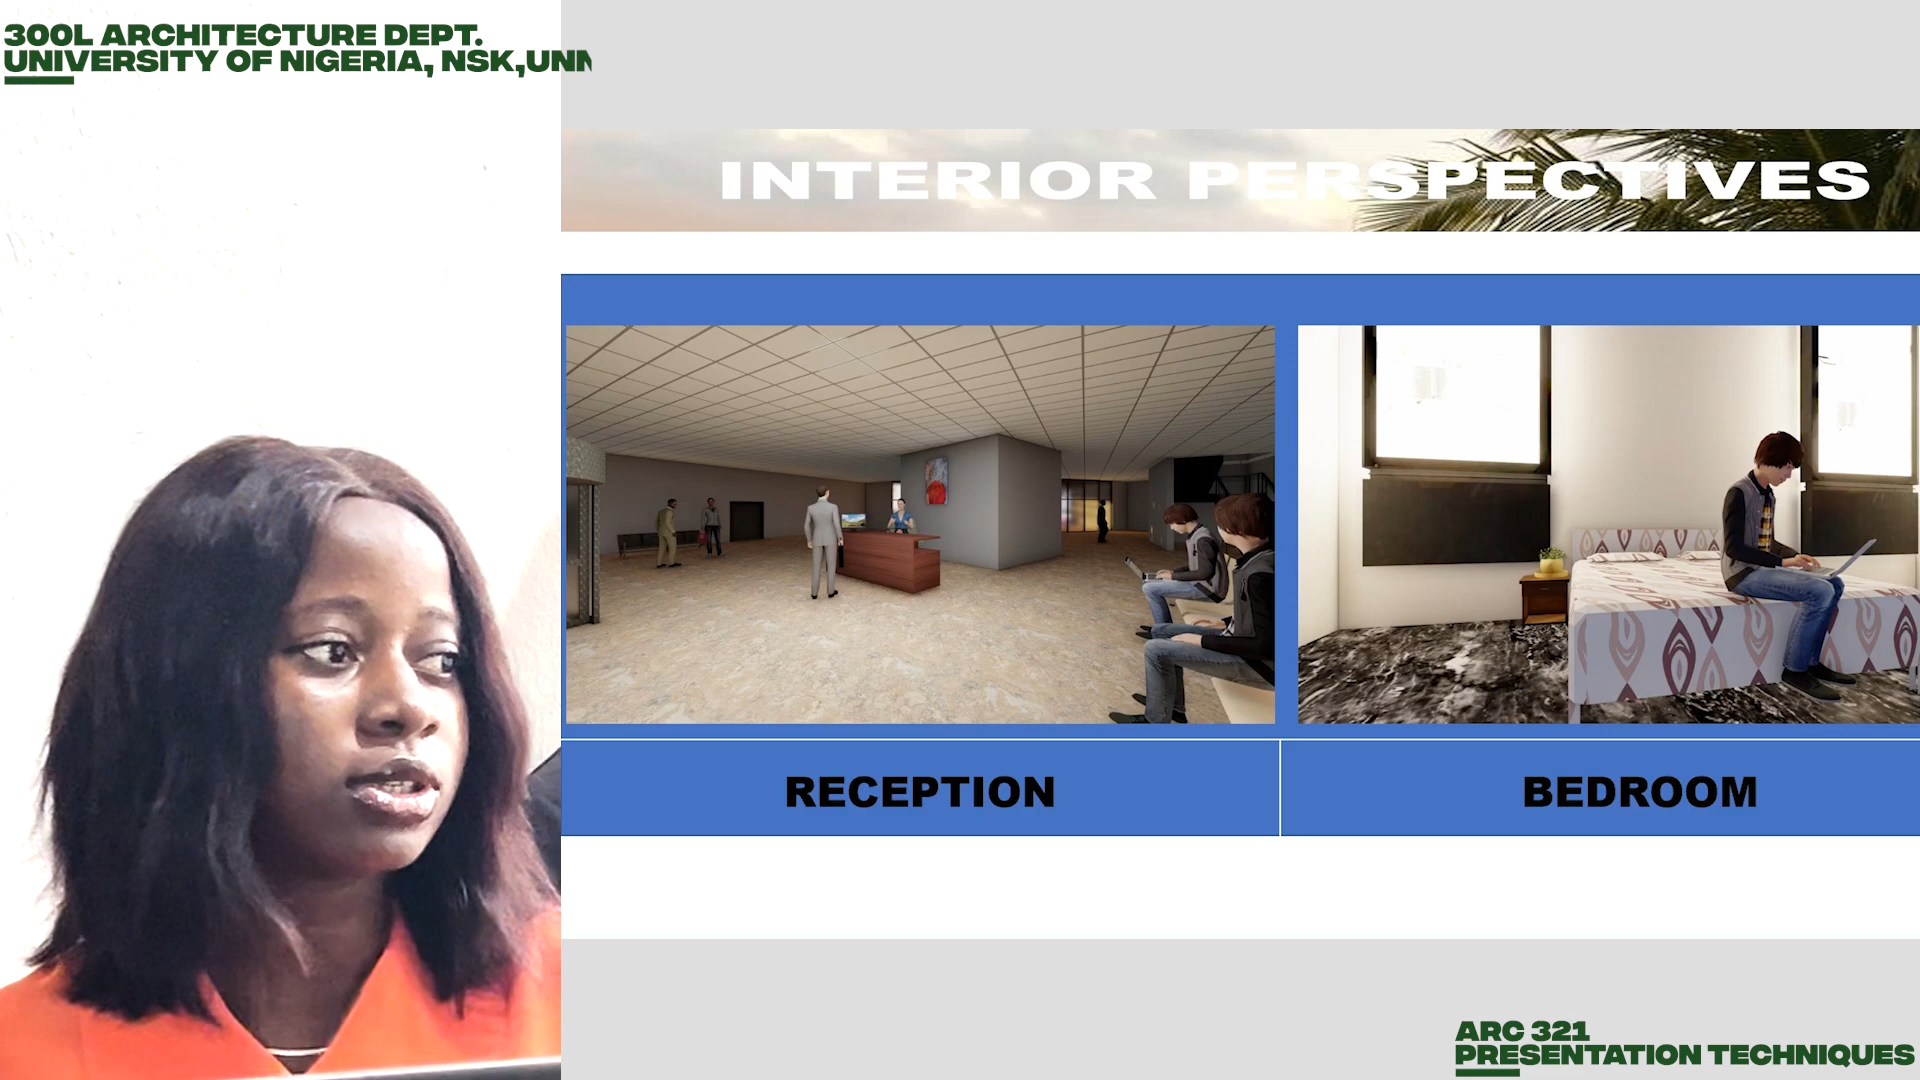 300L ARCHITECTURE DEPT.
UNIVERSITY OF NIGERIA, NSK,UNN
INTERIOR PERSPECTIVES
RECEPTION
BEDROOM
ARC 321
PRESENTATION TECHNIQUES